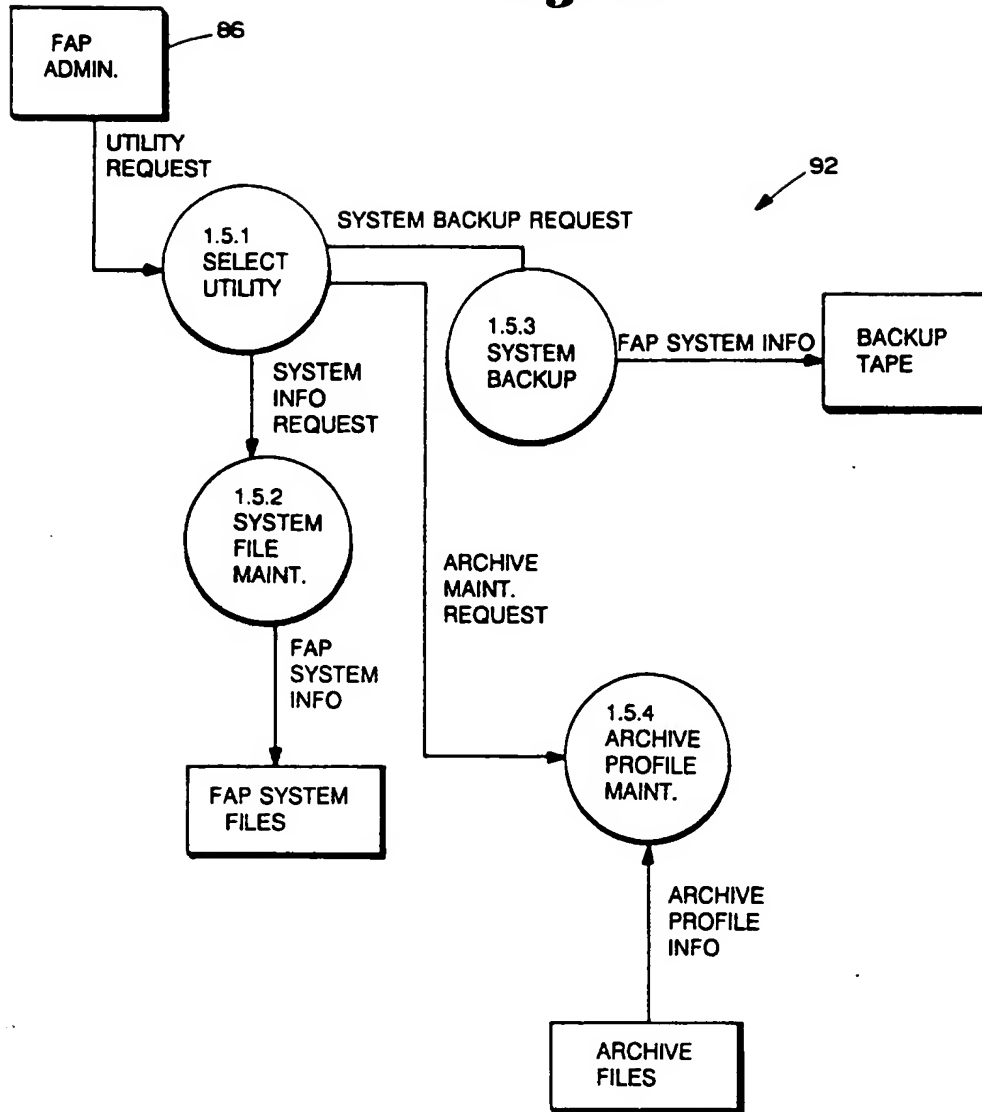 FAP
ADMIN.
86
UTILITY
REQUEST
92
1.5.1
SELECT
UTILITY
SYSTEM BACKUP REQUEST
1.5.3
SYSTEM
BACKUP
FAP SYSTEM INFO
BACKUP
TAPE
SYSTEM
INFO
REQUEST
1.5.2
SYSTEM
FILE
MAINT.
ARCHIVE
MAINT.
REQUEST
FAP
SYSTEM
INFO
1.5.4
ARCHIVE
PROFILE
MAINT.
FAP SYSTEM
FILES
ARCHIVE
PROFILE
INFO
ARCHIVE
FILES